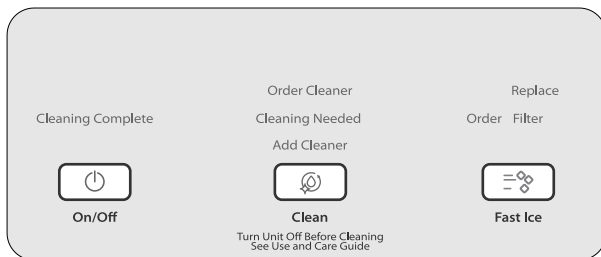 Order Cleaner
Replace
Cleaning Complete
Cleaning Needed
Order Filter
Add Cleaner
On/Off
Clean
Fast Ice
Turn Unit Off Before Cleaning
See Use and Care Guide